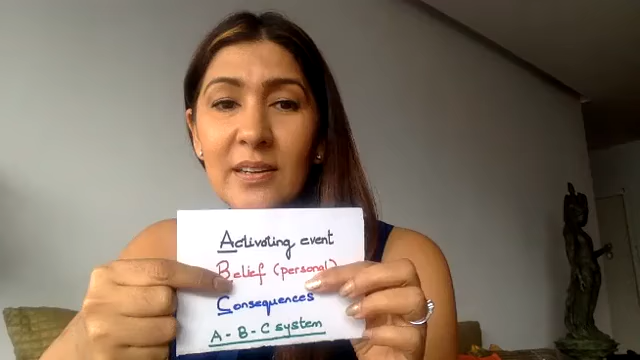 Activating event
Belief (personal)
Consequences
A - B - C system